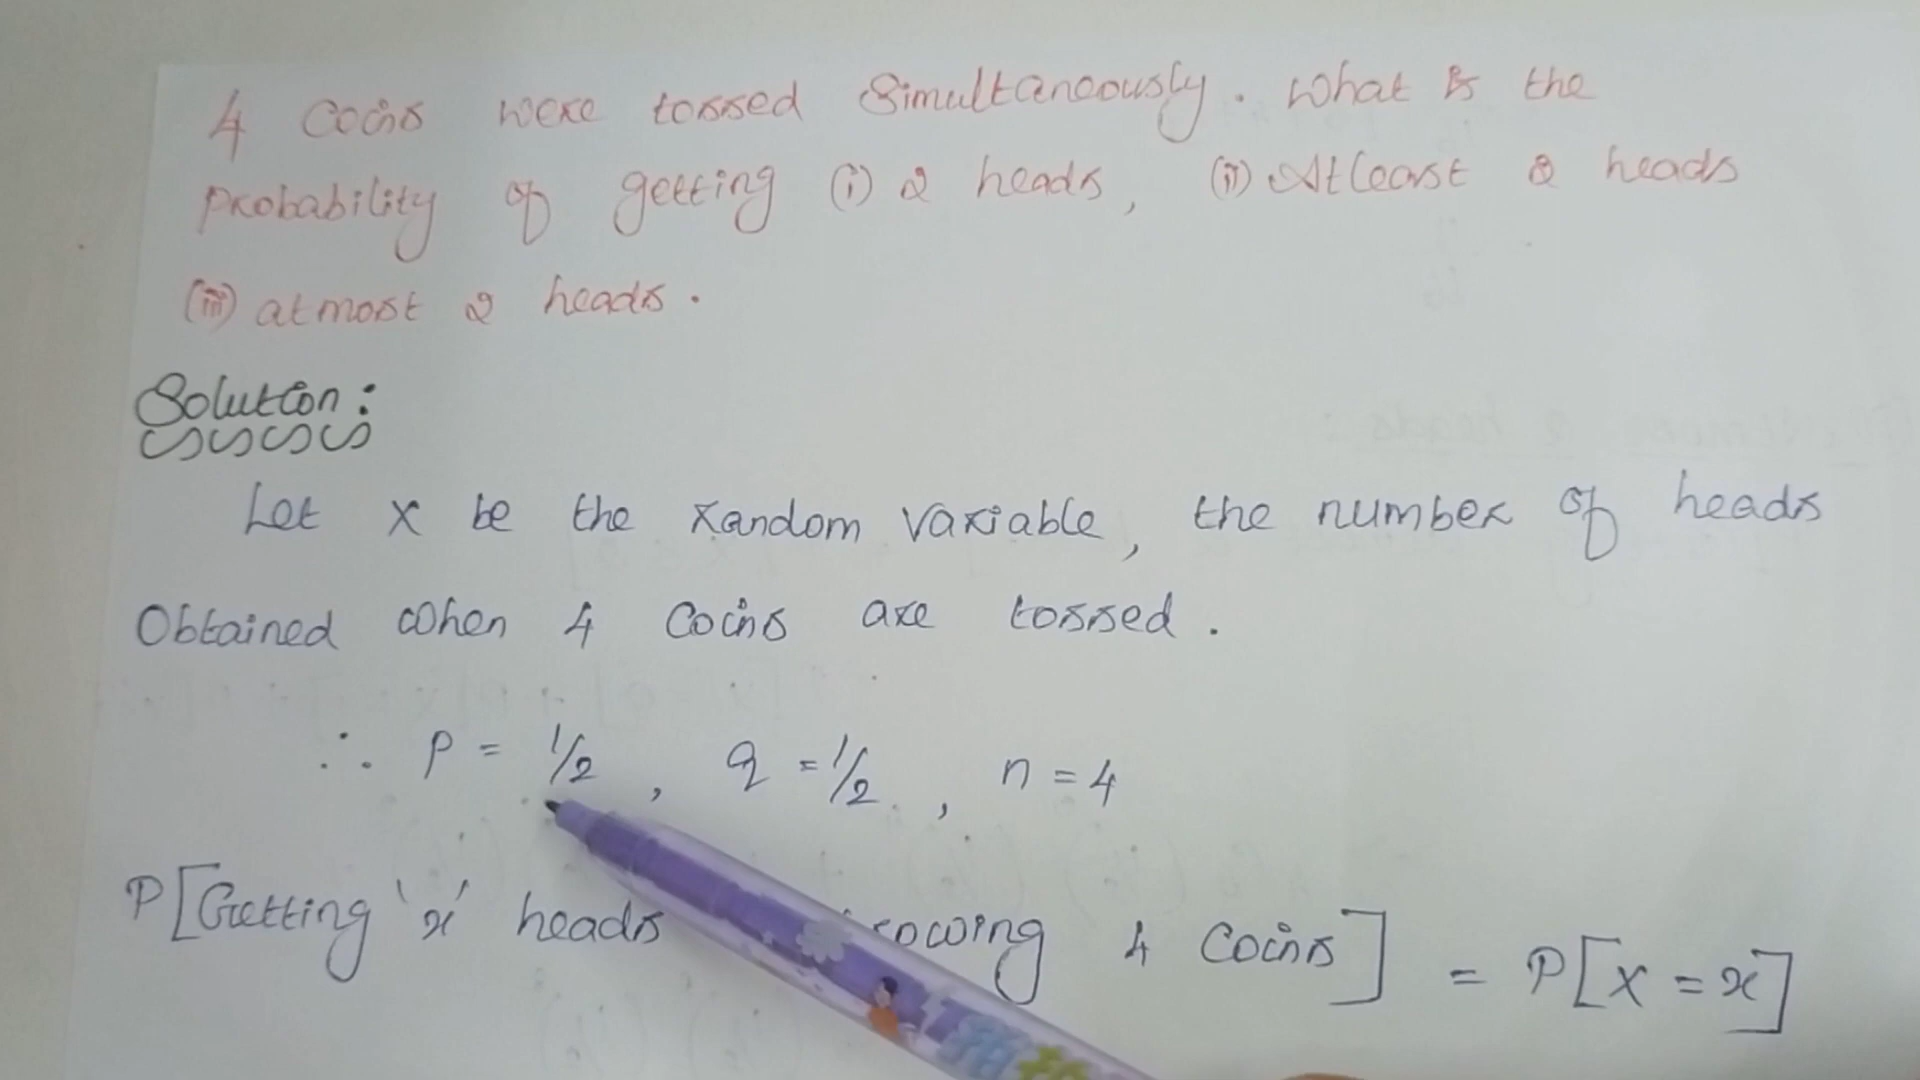 4 Coins were tossed Simultaneously. What is the
probability of getting (i) 2 heads, (ii) Atleast 2 heads
(iii) atmost 2 heads.
Solution:
Let X be the random variable, the number of heads
Obtained when 4 Coins are tossed.
∴ P = 1/2, q = 1/2, n = 4
P[Getting 'x' heads rowing 4 Coins] = P[X = x]